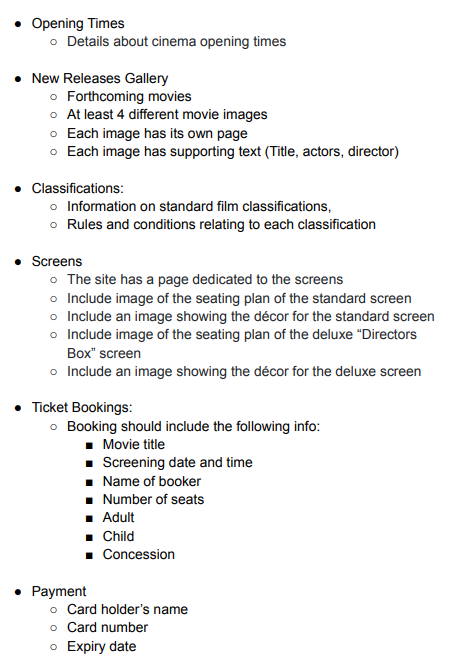 ● Opening Times
○ Details about cinema opening times
● New Releases Gallery
○ Forthcoming movies
○ At least 4 different movie images
○ Each image has its own page
○ Each image has supporting text (Title, actors, director)
● Classifications:
○ Information on standard film classifications,
○ Rules and conditions relating to each classification
● Screens
○ The site has a page dedicated to the screens
○ Include image of the seating plan of the standard screen
○ Include an image showing the décor for the standard screen
○ Include image of the seating plan of the deluxe “Directors
Box” screen
○ Include an image showing the décor for the deluxe screen
● Ticket Bookings:
○ Booking should include the following info:
■ Movie title
■ Screening date and time
■ Name of booker
■ Number of seats
■ Adult
■ Child
■ Concession
● Payment
○ Card holder’s name
○ Card number
○ Expiry date